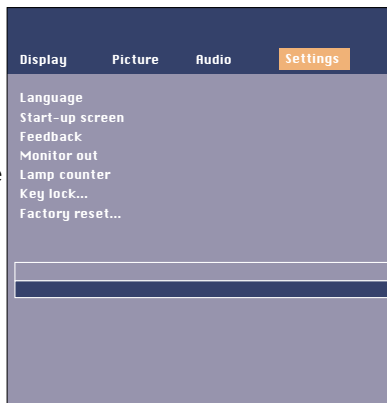 Display Picture Audio Settings
Language
Start-up screen
Feedback
Monitor out
Lamp counter
Key lock...
Factory reset...